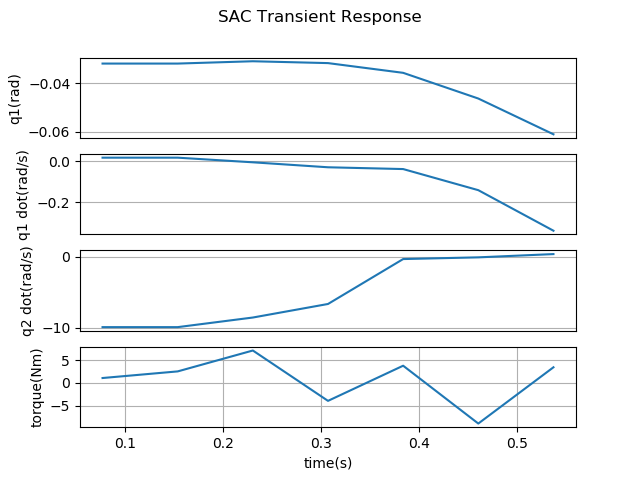 SAC Transient Response
q1(rad)
−0.04
−0.06
q1 dot(rad/s)
0.0
−0.2
q2 dot(rad/s)
0
−10
torque(Nm)
5
0
−5
0.1 0.2 0.3 0.4 0.5
time(s)